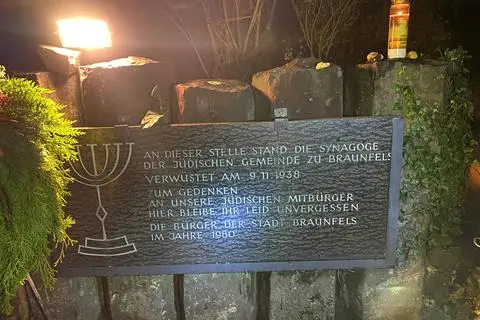 AN DIESER STELLE STAND DIE SYNAGOGE
DER JÜDISCHEN GEMEINDE ZU BRAUNFELS
VERWÜSTET AM 9.11.1938
ZUM GEDENKEN
AN UNSERE JÜDISCHEN MITBÜRGER
HIER BLEIBE IHR LEID UNVERGESSEN
DIE BÜRGER DER STADT BRAUNFELS
IM JAHRE 1980